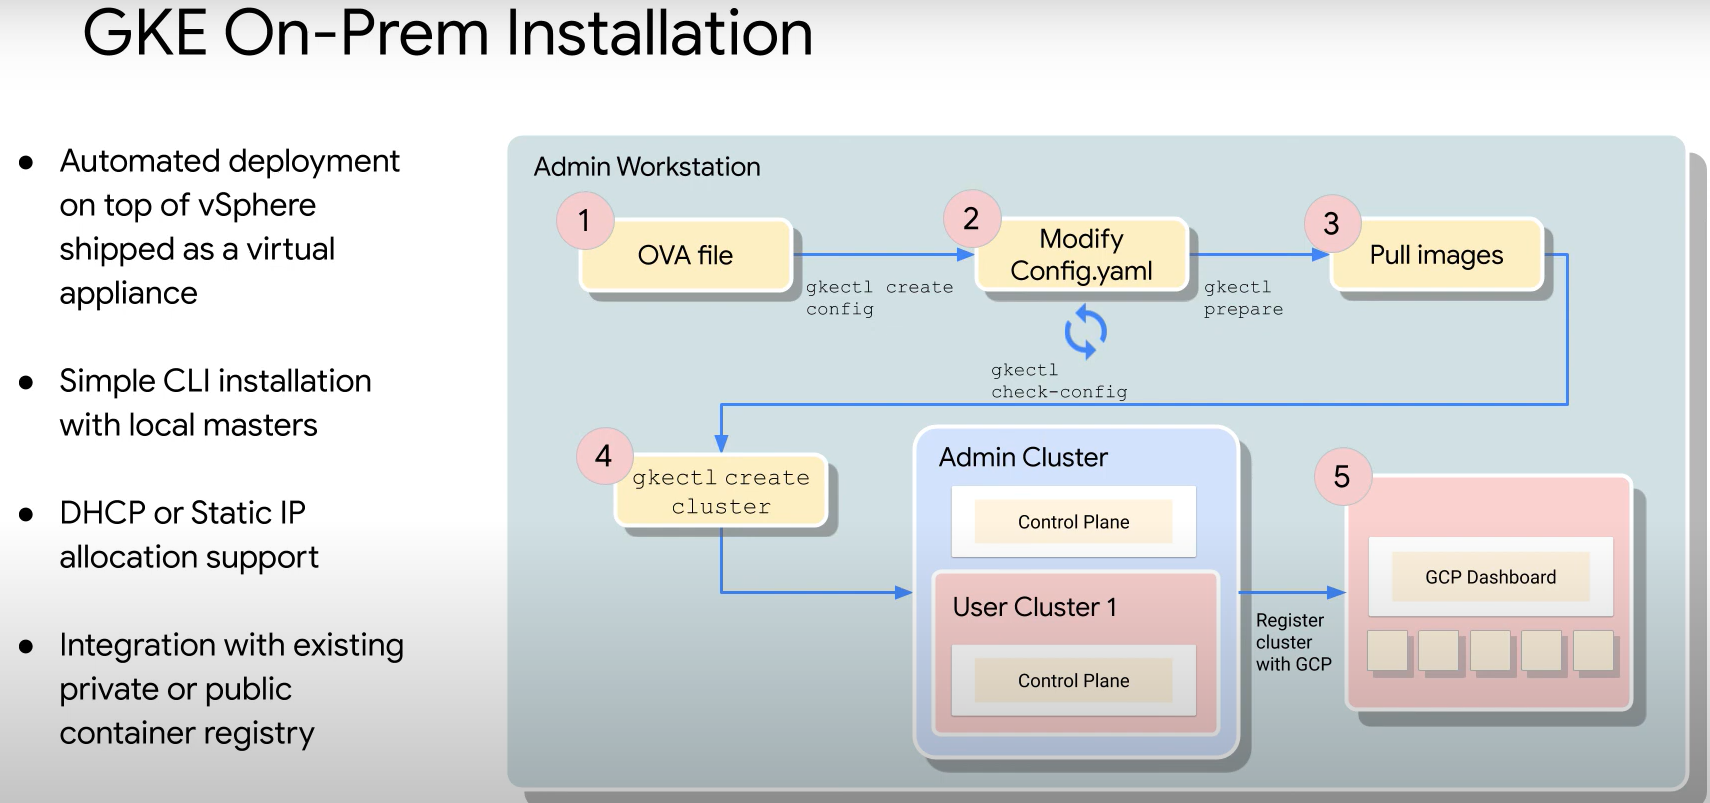 GKE On-Prem Installation
● Automated deployment
on top of vSphere
shipped as a virtual
appliance
● Simple CLI installation
with local masters
● DHCP or Static IP
allocation support
● Integration with existing
private or public
container registry
Admin Workstation
1
OVA file
gkectl create
config
2
Modify
Config.yaml
gkectl
check-config
gkectl
prepare
3
Pull images
4
gkectl create
cluster
Admin Cluster
Control Plane
User Cluster 1
Control Plane
Register
cluster
with GCP
5
GCP Dashboard